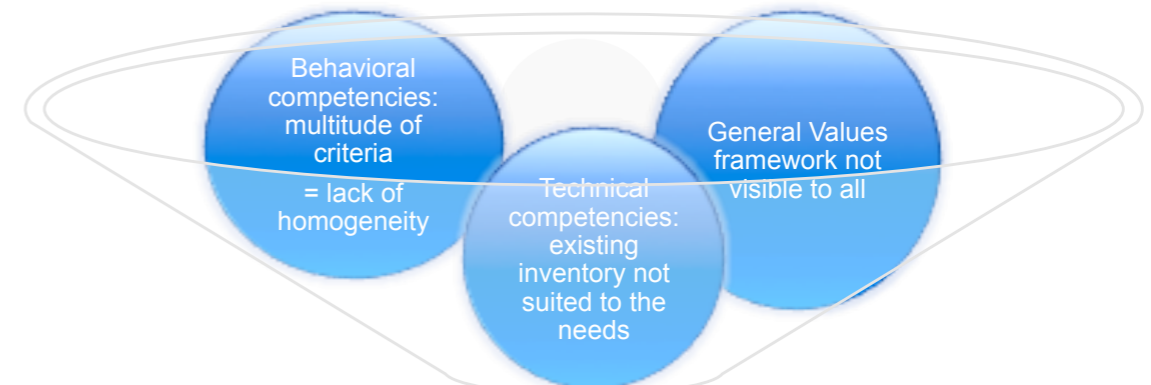 Behavioral
competencies:
multitude of
criteria
= lack of
homogeneity
Technical
competencies:
existing
inventory not
suited to the
needs
General Values
framework not
visible to all